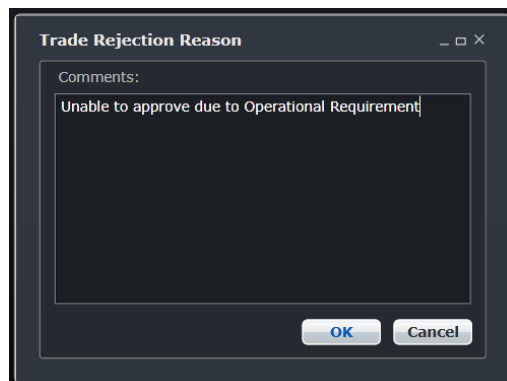 Trade Rejection Reason
Comments:
Unable to approve due to Operational Requirement
OK Cancel